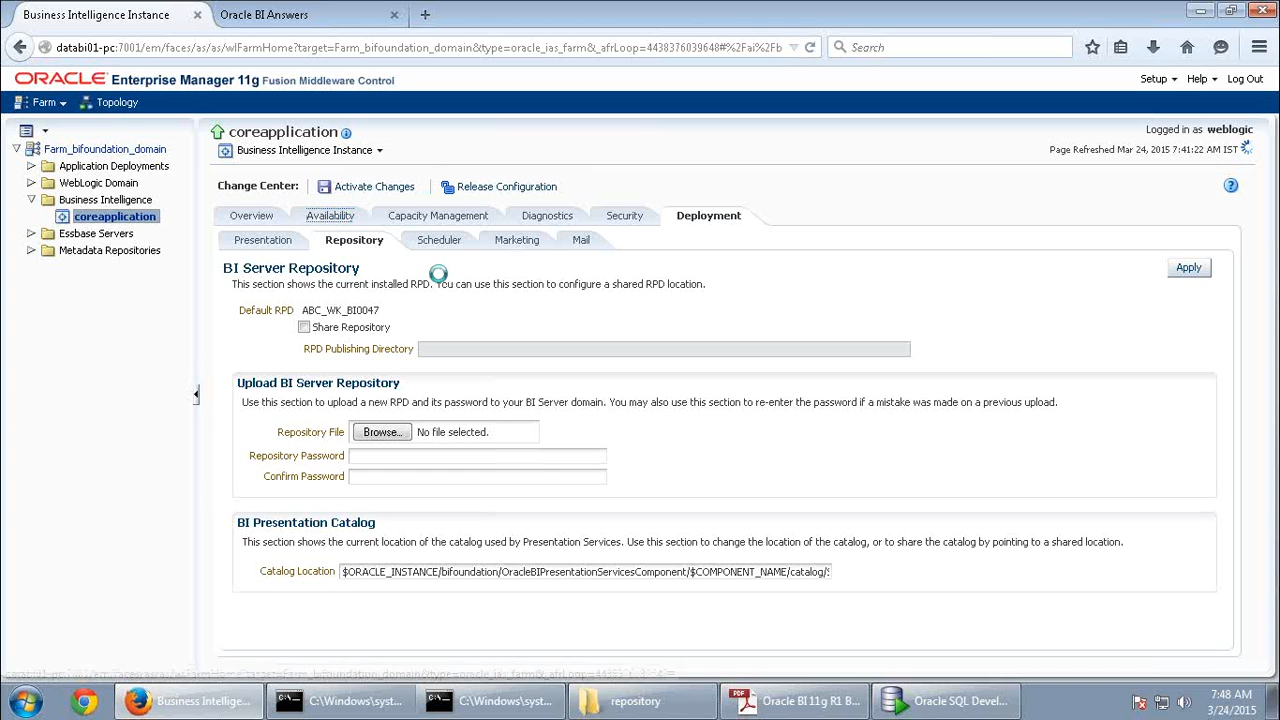 Business Intelligence Instance
Oracle BI Answers
databi01-pc:7001/em/faces/as/as/wlFarmHome?target=Farm_bifoundation_domain&type=oracle_ias_farm&_afrLoop=4438376039648#%2Fai%2Fb
Search
ORACLE Enterprise Manager 11g Fusion Middleware Control
Setup Help Log Out
Farm Topology
Farm_bifoundation_domain
Application Deployments
WebLogic Domain
Business Intelligence
coreapplication
Essbase Servers
Metadata Repositories
coreapplication
Business Intelligence Instance
Logged in as weblogic
Page Refreshed Mar 24, 2015 7:41:22 AM IST
Change Center: Activate Changes Release Configuration
Overview Availability Capacity Management Diagnostics Security Deployment
Presentation Repository Scheduler Marketing Mail
BI Server Repository
Apply
This section shows the current installed RPD. You can use this section to configure a shared RPD location.
Default RPD ABC_WK_BI0047
Share Repository
RPD Publishing Directory
Upload BI Server Repository
Use this section to upload a new RPD and its password to your BI Server domain. You may also use this section to re-enter the password if a mistake was made on a previous upload.
Repository File Browse... No file selected.
Repository Password
Confirm Password
BI Presentation Catalog
This section shows the current location of the catalog used by Presentation Services. Use this section to change the location of the catalog, or to share the catalog by pointing to a shared location.
Catalog Location $ORACLE_INSTANCE/bifoundation/OracleBIPresentationServicesComponent/$COMPONENT_NAME/catalog/
Business Intellige...
C:\Windows\syst...
C:\Windows\syst...
repository
Oracle BI 11g R1 B...
Oracle SQL Devel...
7:48 AM
3/24/2015